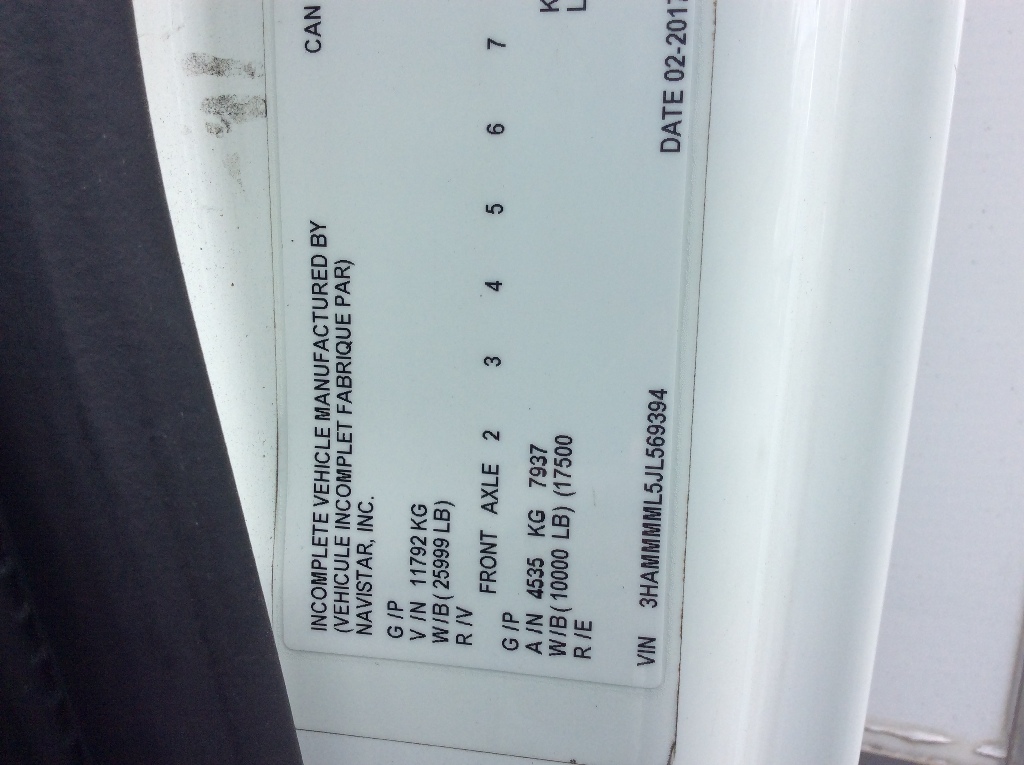 INCOMPLETE VEHICLE MANUFACTURED BY CAN
(VEHICULE INCOMPLET FABRIQUE PAR)
NAVISTAR, INC.
G /P
V /N 11792 KG
W/B( 25999 LB)
R /V
FRONT AXLE 2 3 4 5 6 7
G /P
A /N 4535 KG 7937 K
W/B( 10000 LB) (17500 L
R /E
VIN 3HAMMMML5JL569394 DATE 02-2017